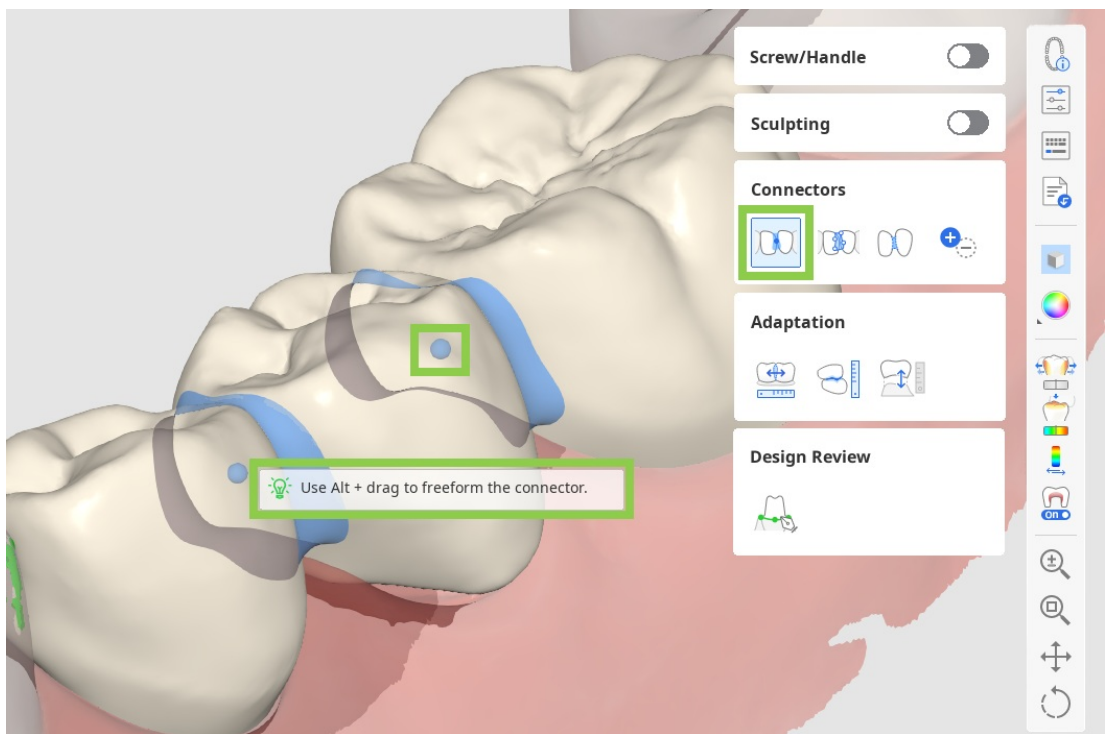 Screw/Handle
Sculpting
Connectors
Adaptation
Design Review
Use Alt + drag to freeform the connector.
On